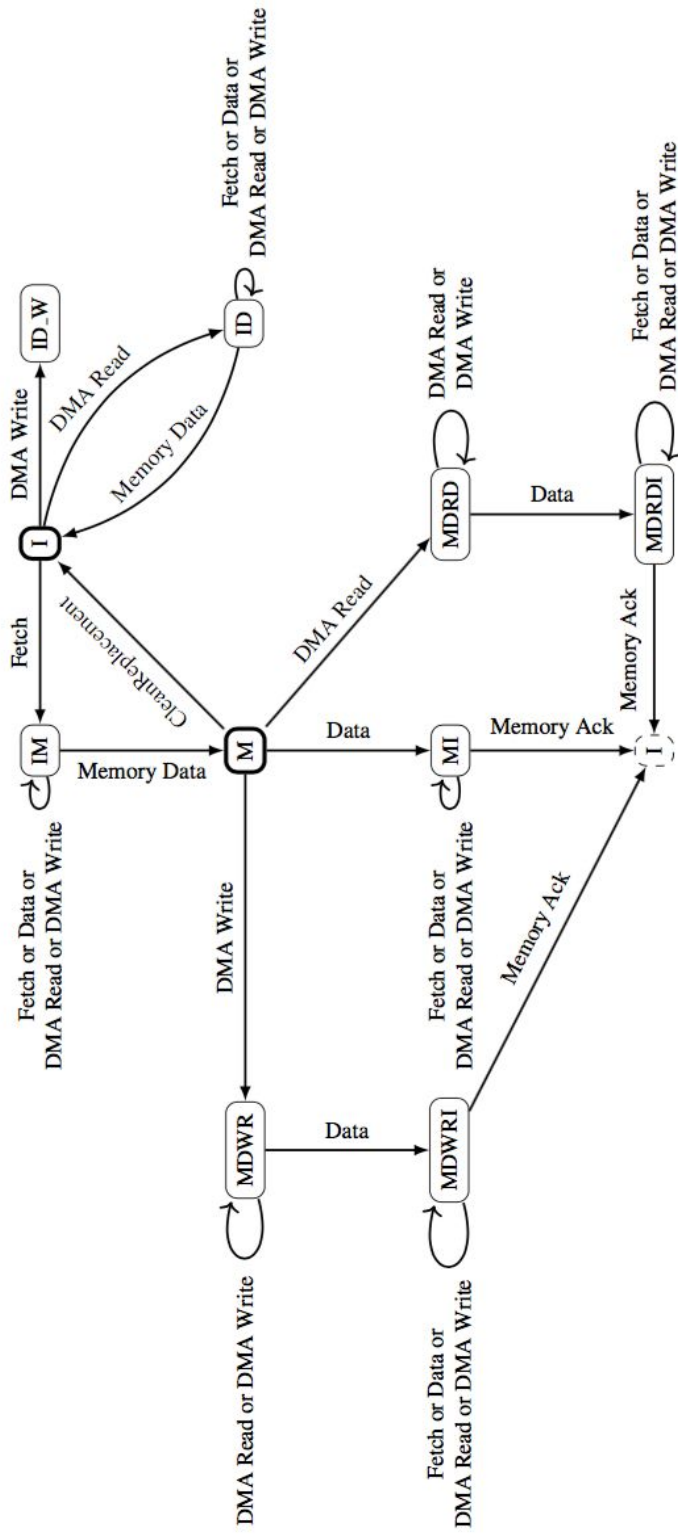 Fetch
DMA Write
Fetch or Data or
DMA Read or DMA Write
IM
I
ID_W
DMA Read
Memory Data
CleanReplacement
Memory Data
Fetch or Data or
DMA Read or DMA Write
ID
DMA Write
DMA Read or DMA Write
MDWR
M
DMA Read
Data
Data
Fetch or Data or
DMA Read or DMA Write
MDWRI
Fetch or Data or
DMA Read or DMA Write
MI
MDRD
DMA Read or
DMA Write
Memory Ack
Memory Ack
Data
Memory Ack
I
MDRDI
Fetch or Data or
DMA Read or DMA Write